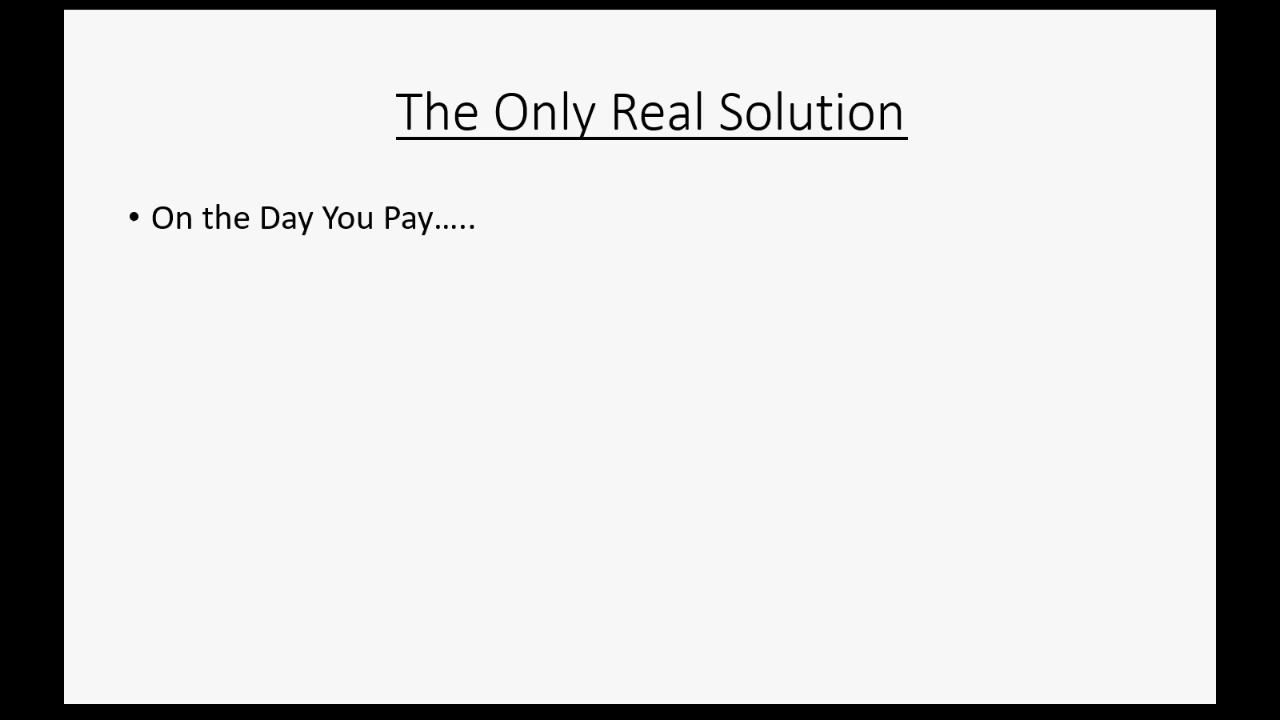 The Only Real Solution
• On the Day You Pay.....